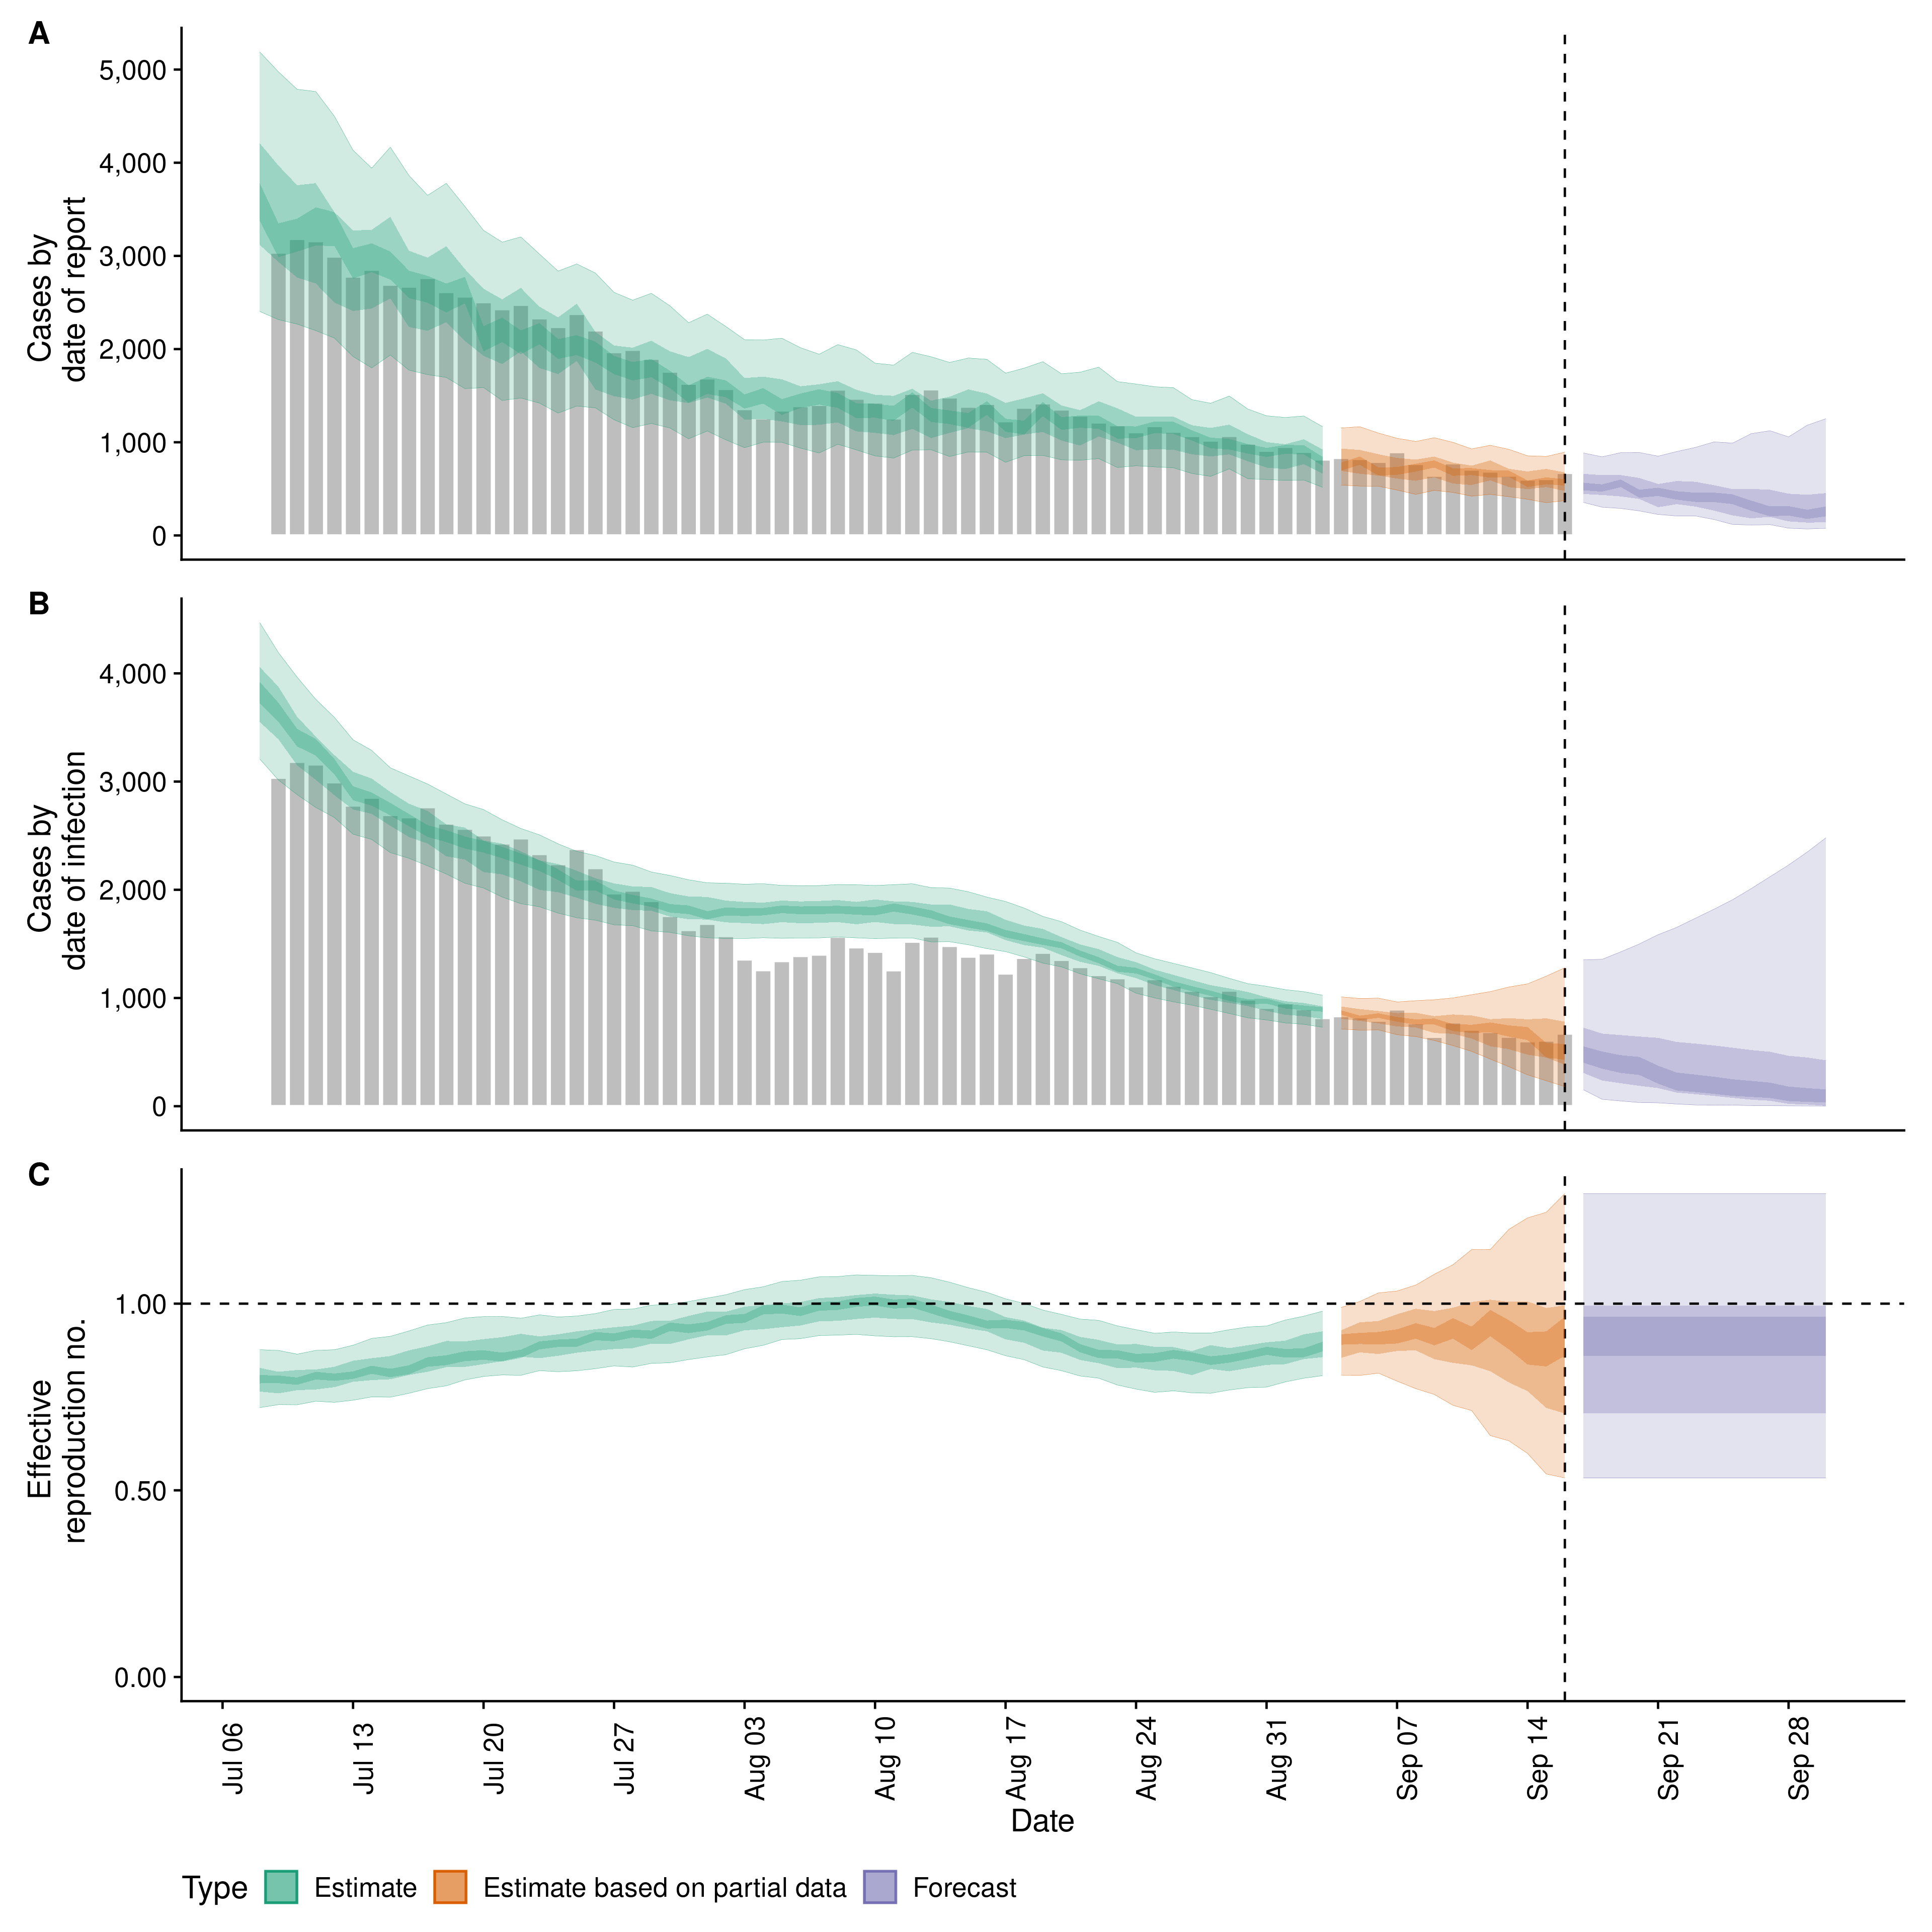 A
Cases by
date of report
5,000
4,000
3,000
2,000
1,000
0
B
Cases by
date of infection
4,000
3,000
2,000
1,000
0
C
Effective
reproduction no.
1.00
0.50
0.00
Jul 06
Jul 13
Jul 20
Jul 27
Aug 03
Aug 10
Aug 17
Aug 24
Aug 31
Sep 07
Sep 14
Sep 21
Sep 28
Date
Type Estimate Estimate based on partial data Forecast